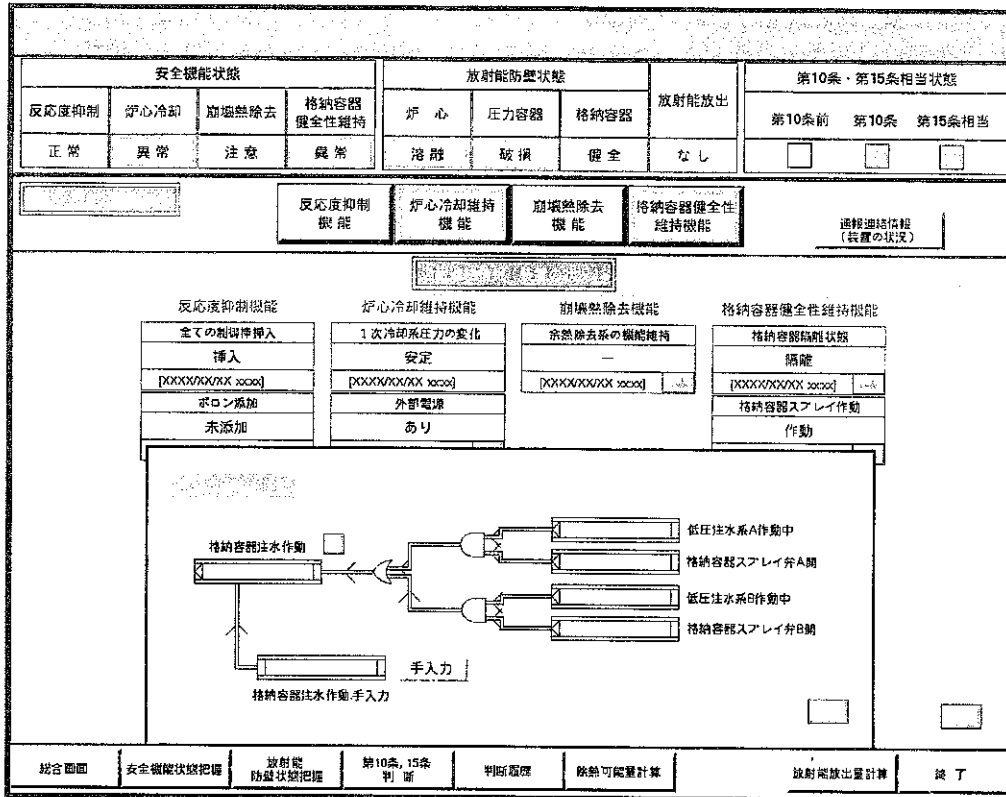 安全機能状態
放射能防壁状態
放射能放出
第10条・第15条相当状態
反応度抑制
炉心冷却
崩壊熱除去
格納容器
健全性維持
炉 心
圧力容器
格納容器
第10条前
第10条
第15条相当
正 常
異 常
注 意
異 常
溶 融
破 損
健 全
な し
反応度抑制
機 能
炉心冷却維持
機 能
崩壊熱除去
機 能
格納容器健全性
維持機能
通報連絡情報
(装置の状況)
反応度抑制機能
炉心冷却維持機能
崩壊熱除去機能
格納容器健全性維持機能
全ての制御棒挿入
1次冷却系圧力の変化
余熱除去系の機能維持
格納容器隔離状態
挿入
安定
—
隔離
[XXXX/XX/XX xx:xx]
[XXXX/XX/XX xx:xx]
[XXXX/XX/XX xx:xx]
[XXXX/XX/XX xx:xx]
ボロン添加
外部電源
格納容器スプレイ作動
未添加
あり
作動
格納容器注水作動
低圧注水系A作動中
格納容器スプレイ弁A開
低圧注水系B作動中
格納容器スプレイ弁B開
手入力
格納容器注水作動.手入力
総合画面
安全機能状態把握
放射能
防壁状態把握
第10条, 15条
判 断
判断履歴
除熱可能量計算
放射能放出量計算
終 了